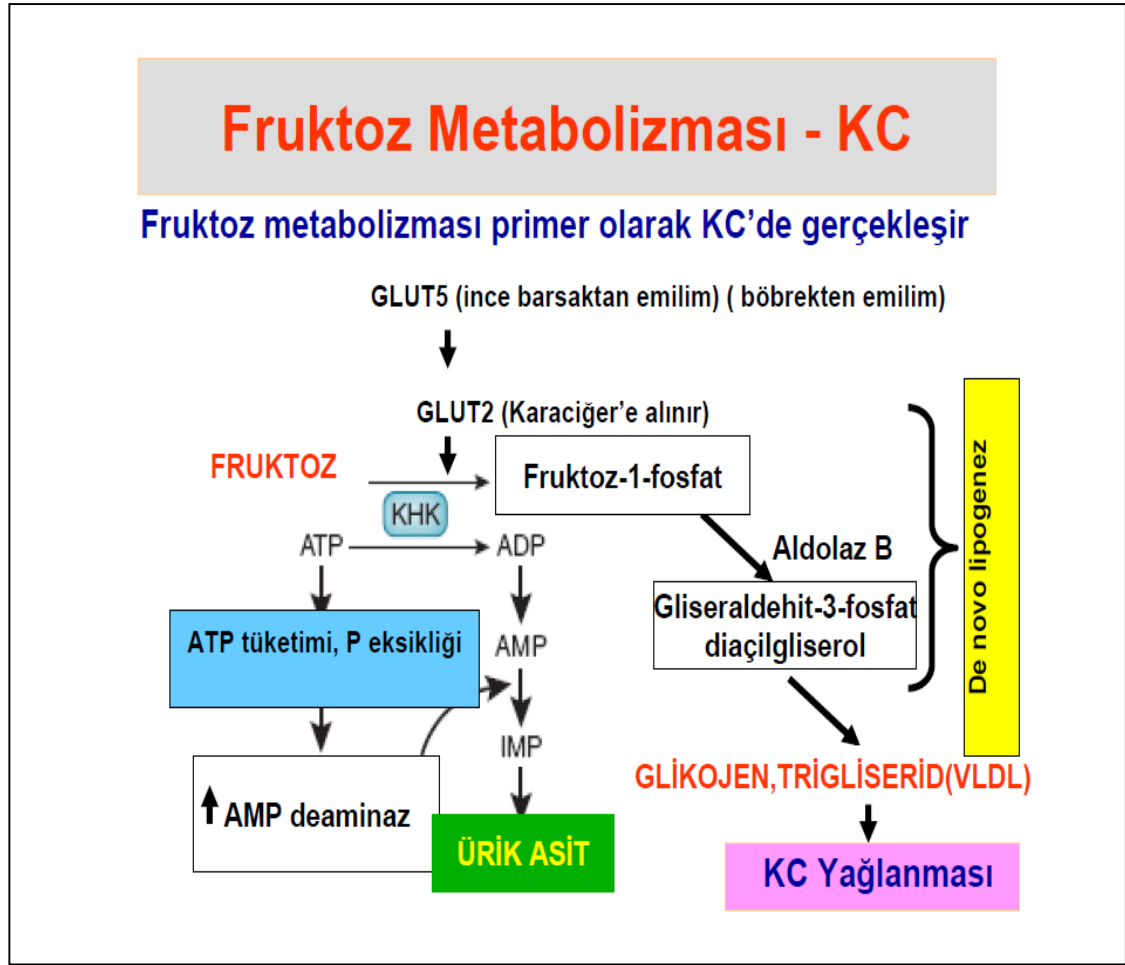 Fruktoz Metabolizması - KC
Fruktoz metabolizması primer olarak KC'de gerçekleşir
GLUT5 (ince barsaktan emilim) ( böbrekten emilim)
GLUT2 (Karaciğer'e alınır)
FRUKTOZ
Fruktoz-1-fosfat
KHK
ATP
ADP
Aldolaz B
Gliseraldehit-3-fosfat
diaçilgliserol
De novo lipogenez
ATP tüketimi, P eksikliği
AMP
IMP
AMP deaminaz
ÜRİK ASİT
GLİKOJEN,TRİGLİSERİD(VLDL)
KC Yağlanması